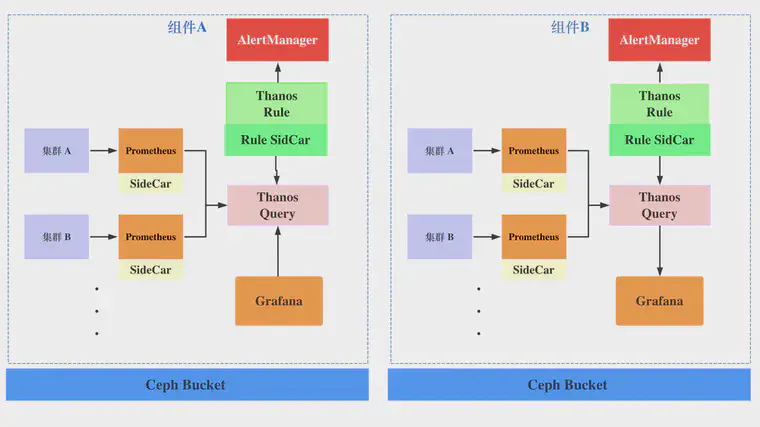 组件A
AlertManager
Thanos
Rule
Rule SidCar
集群 A
Prometheus
SideCar
Thanos
Query
集群 B
Prometheus
SideCar
Grafana
Ceph Bucket
组件B
AlertManager
Thanos
Rule
Rule SidCar
集群 A
Prometheus
SideCar
Thanos
Query
集群 B
Prometheus
SideCar
Grafana
Ceph Bucket